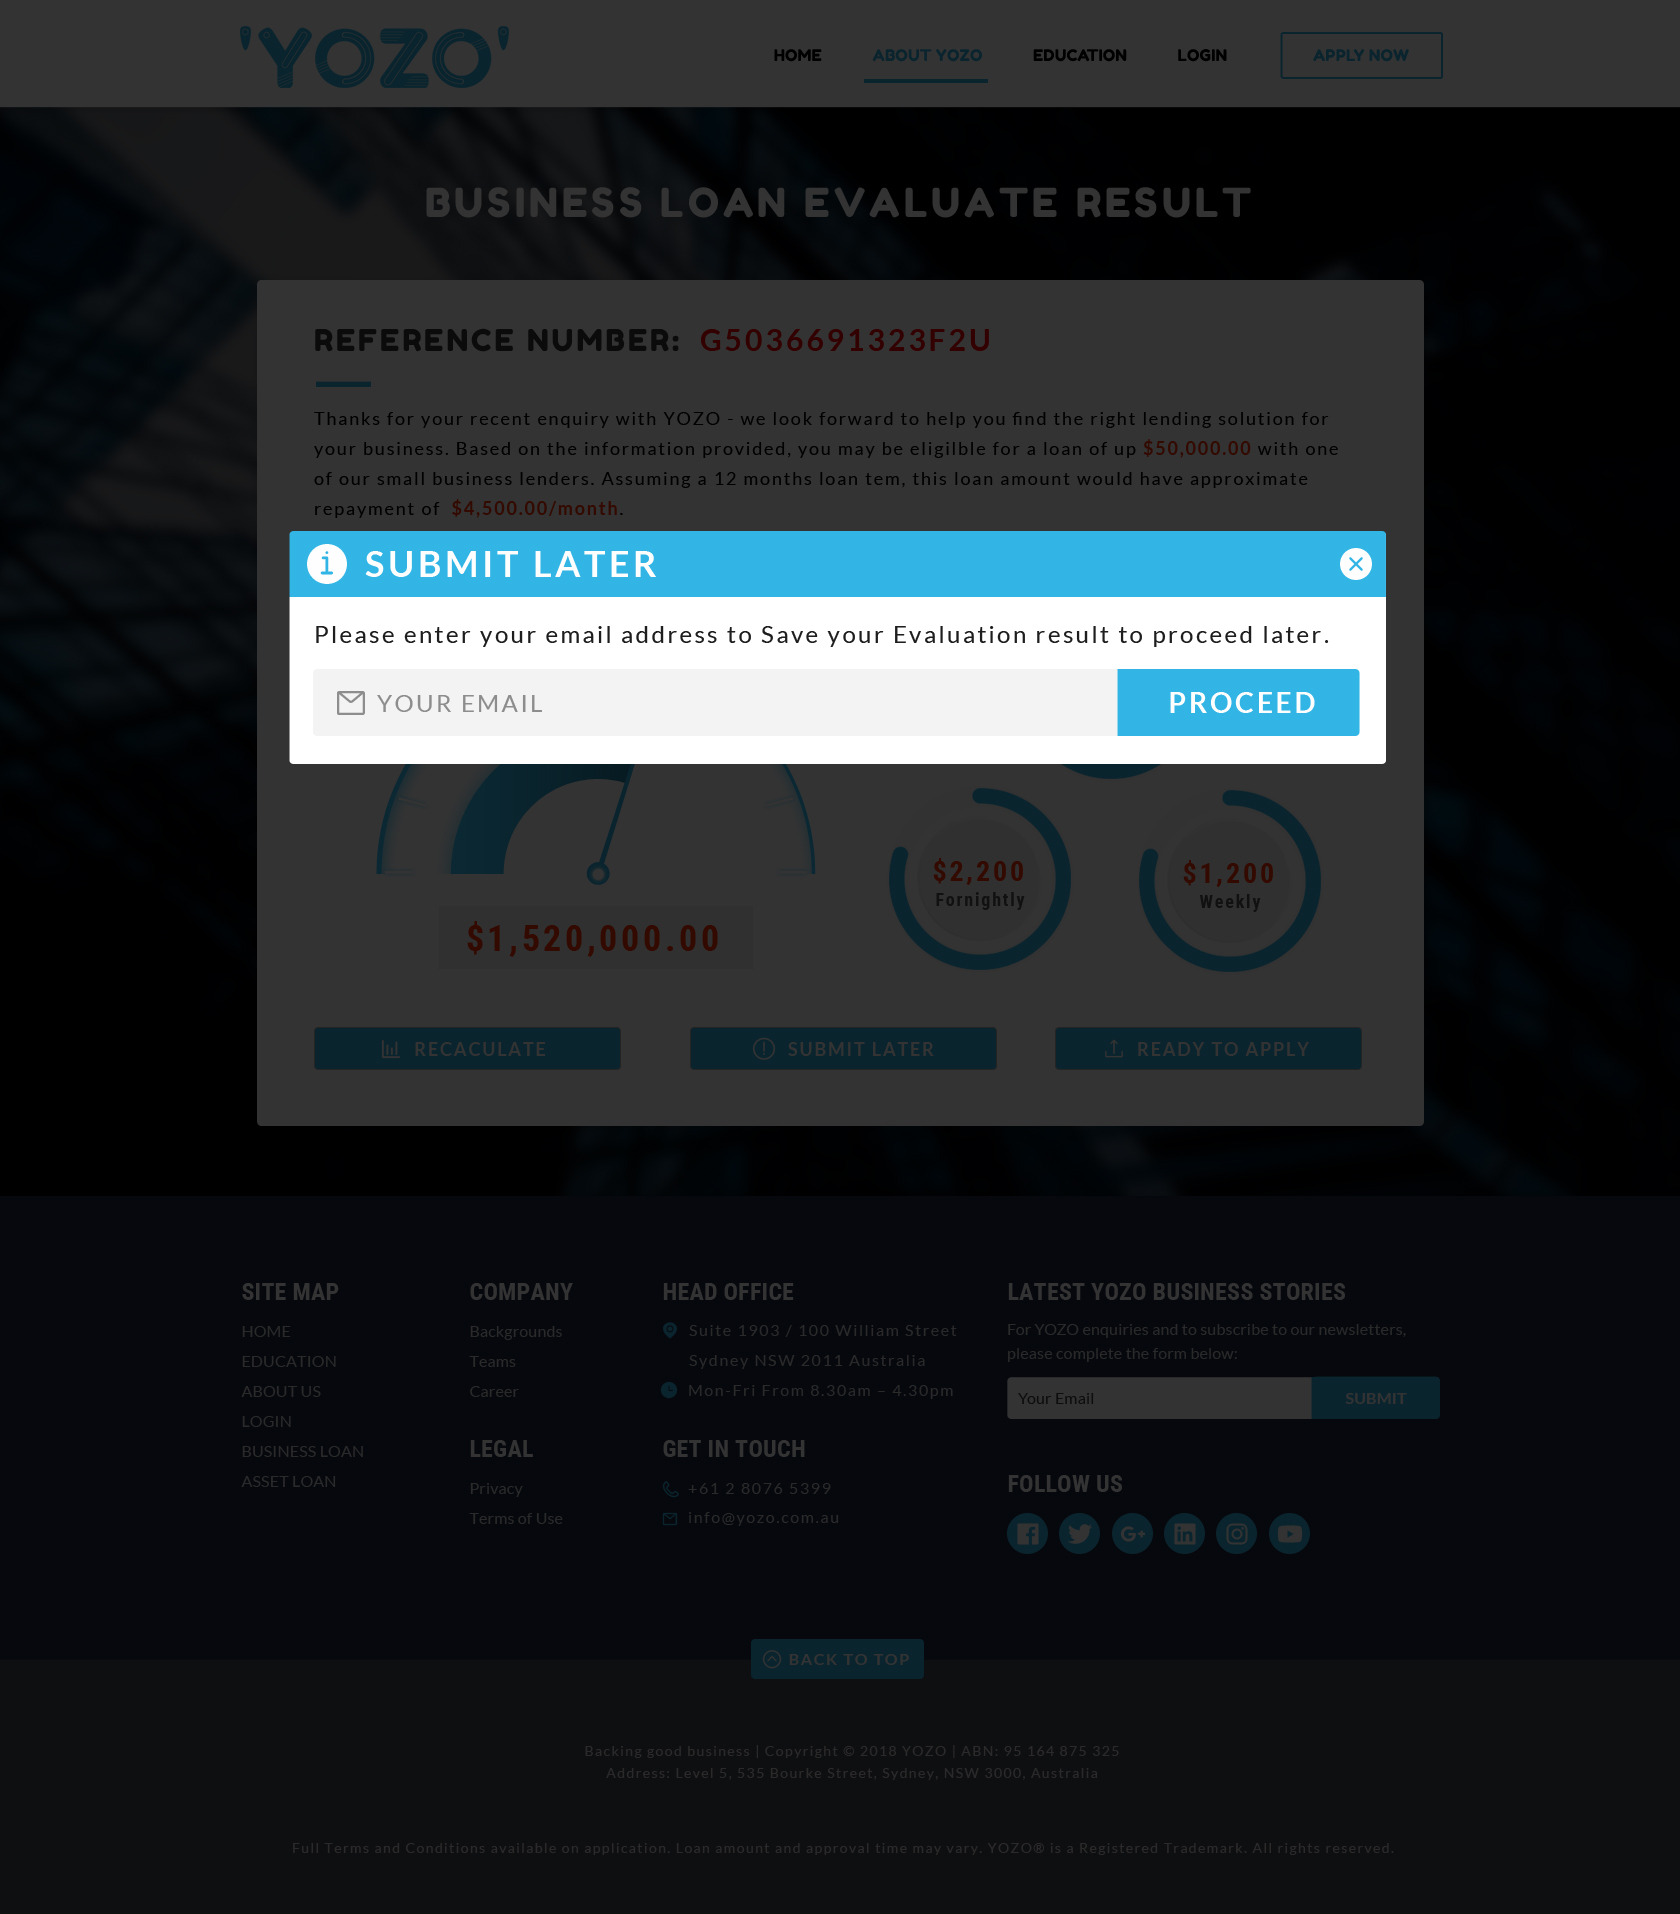 'YOZO'
HOME
ABOUT YOZO
EDUCATION
LOGIN
APPLY NOW
BUSINESS LOAN EVALUATE RESULT
REFERENCE NUMBER: G5036691323F2U
Thanks for your recent enquiry with YOZO - we look forward to help you find the right lending solution for
your business. Based on the information provided, you may be eligilble for a loan of up $50,000.00 with one
of our small business lenders. Assuming a 12 months loan tem, this loan amount would have approximate
repayment of $4,500.00/month.
SUBMIT LATER
Please enter your email address to Save your Evaluation result to proceed later.
YOUR EMAIL
PROCEED
$2,200
Fornightly
$1,200
Weekly
$1,520,000.00
RECACULATE
SUBMIT LATER
READY TO APPLY
SITE MAP
HOME
EDUCATION
ABOUT US
LOGIN
BUSINESS LOAN
ASSET LOAN
COMPANY
Backgrounds
Teams
Career
LEGAL
Privacy
Terms of Use
HEAD OFFICE
Suite 1903 / 100 William Street
Sydney NSW 2011 Australia
Mon-Fri From 8.30am – 4.30pm
GET IN TOUCH
+61 2 8076 5399
info@yozo.com.au
LATEST YOZO BUSINESS STORIES
For YOZO enquiries and to subscribe to our newsletters,
please complete the form below:
Your Email
SUBMIT
FOLLOW US
BACK TO TOP
Backing good business | Copyright © 2018 YOZO | ABN: 95 164 875 325
Address: Level 5, 535 Bourke Street, Sydney, NSW 3000, Australia
Full Terms and Conditions available on application. Loan amount and approval time may vary. YOZO® is a Registered Trademark. All rights reserved.